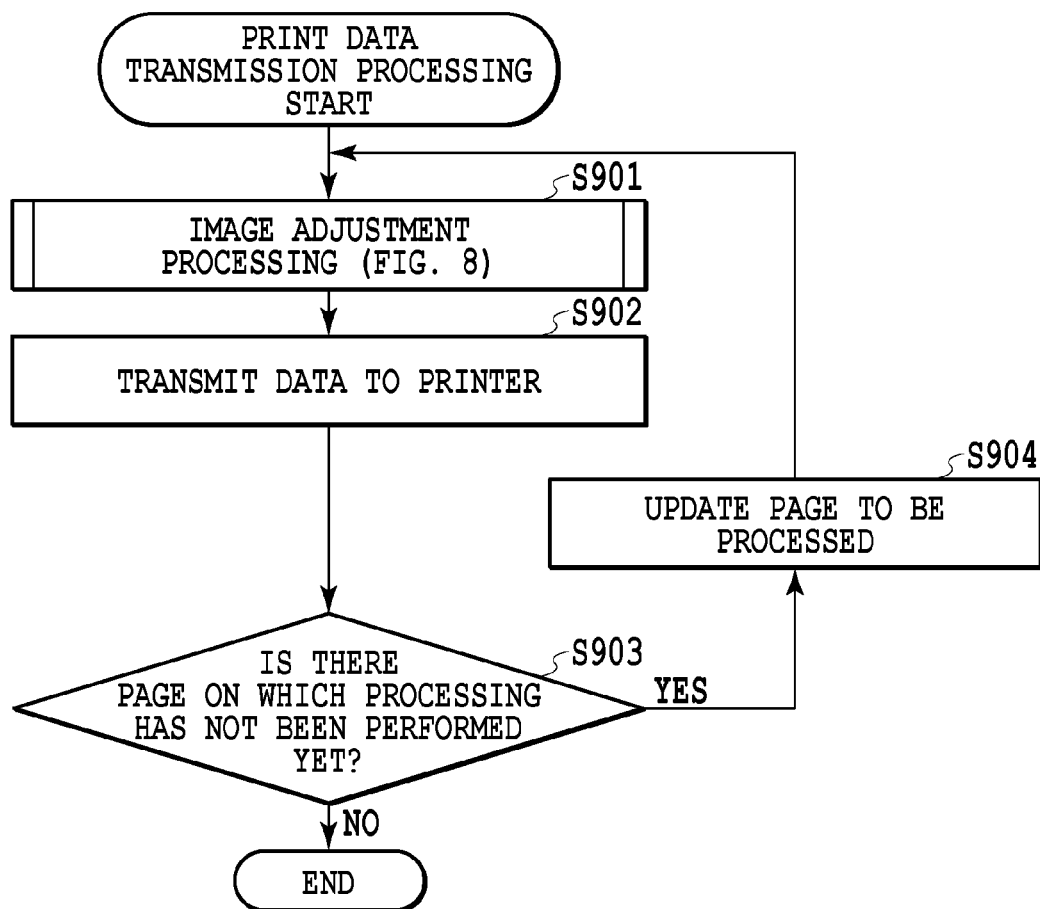 PRINT DATA
TRANSMISSION PROCESSING
START
S901
IMAGE ADJUSTMENT
PROCESSING (FIG. 8)
S902
TRANSMIT DATA TO PRINTER
S904
UPDATE PAGE TO BE
PROCESSED
S903
IS THERE
PAGE ON WHICH PROCESSING
HAS NOT BEEN PERFORMED
YET?
YES
NO
END